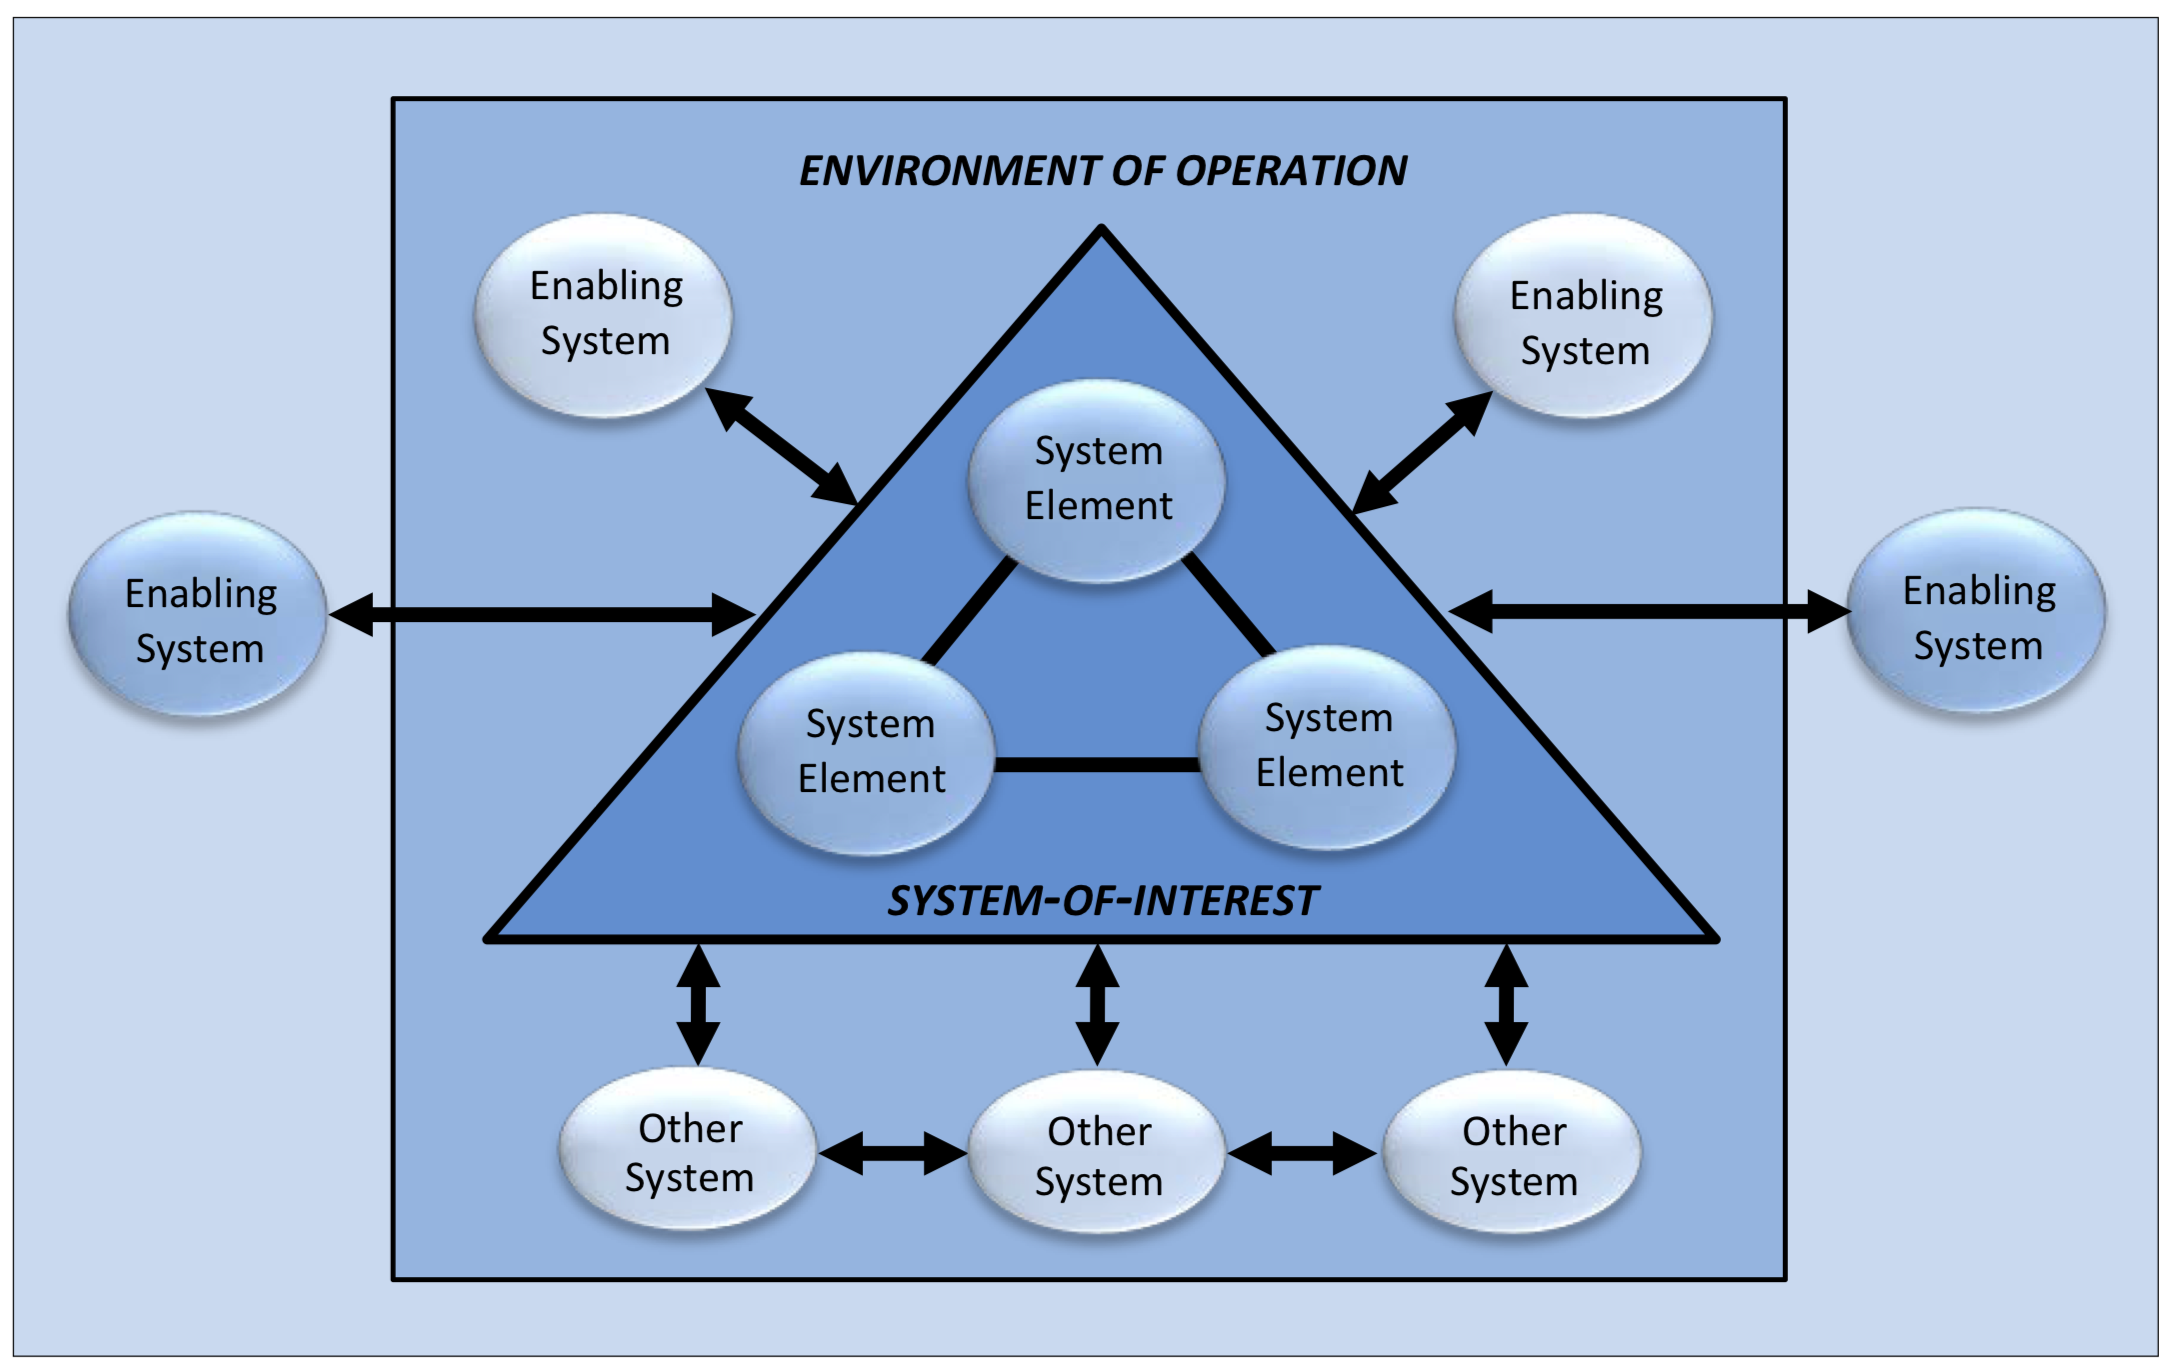 ENVIRONMENT OF OPERATION
Enabling
System
Enabling
System
System
Element
Enabling
System
Enabling
System
System
Element
System
Element
SYSTEM-OF-INTEREST
Other
System
Other
System
Other
System